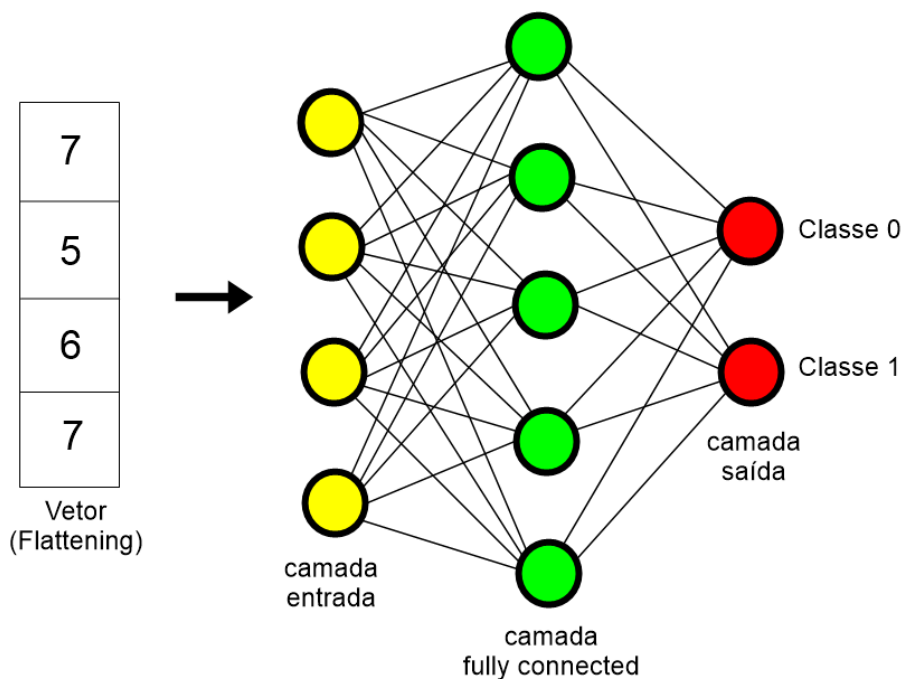 7
5
6
7
Vetor
(Flattening)
camada
entrada
camada
fully connected
Classe 0
Classe 1
camada
saída